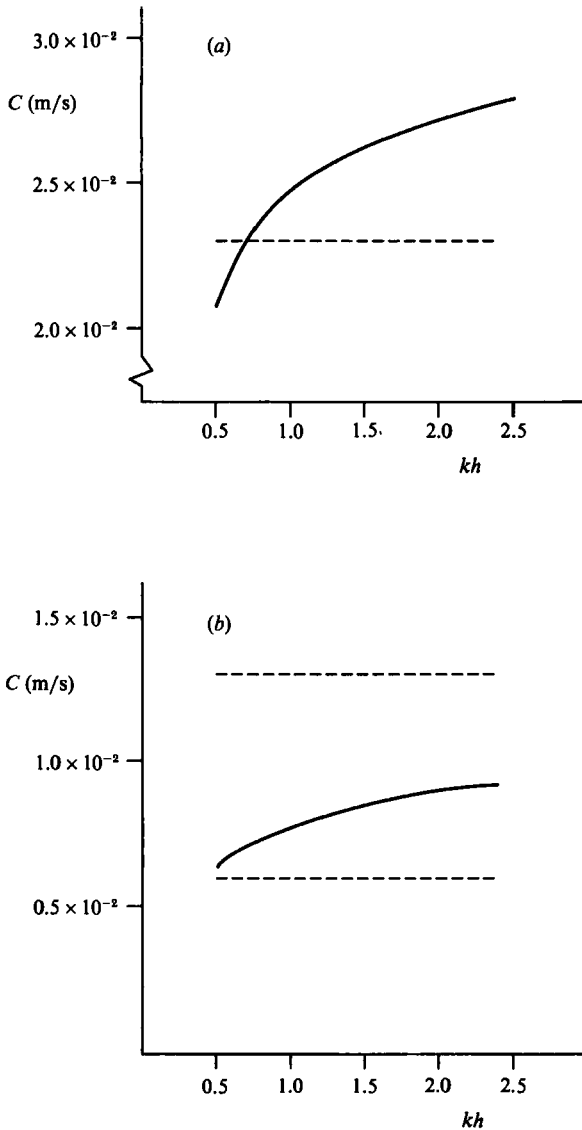 (a)
3.0 × 10⁻²
C (m/s)
2.5 × 10⁻²
2.0 × 10⁻²
0.5 1.0 1.5. 2.0 2.5
kh
(b)
1.5 × 10⁻²
C (m/s)
1.0 × 10⁻²
0.5 × 10⁻²
0.5 1.0 1.5 2.0 2.5
kh